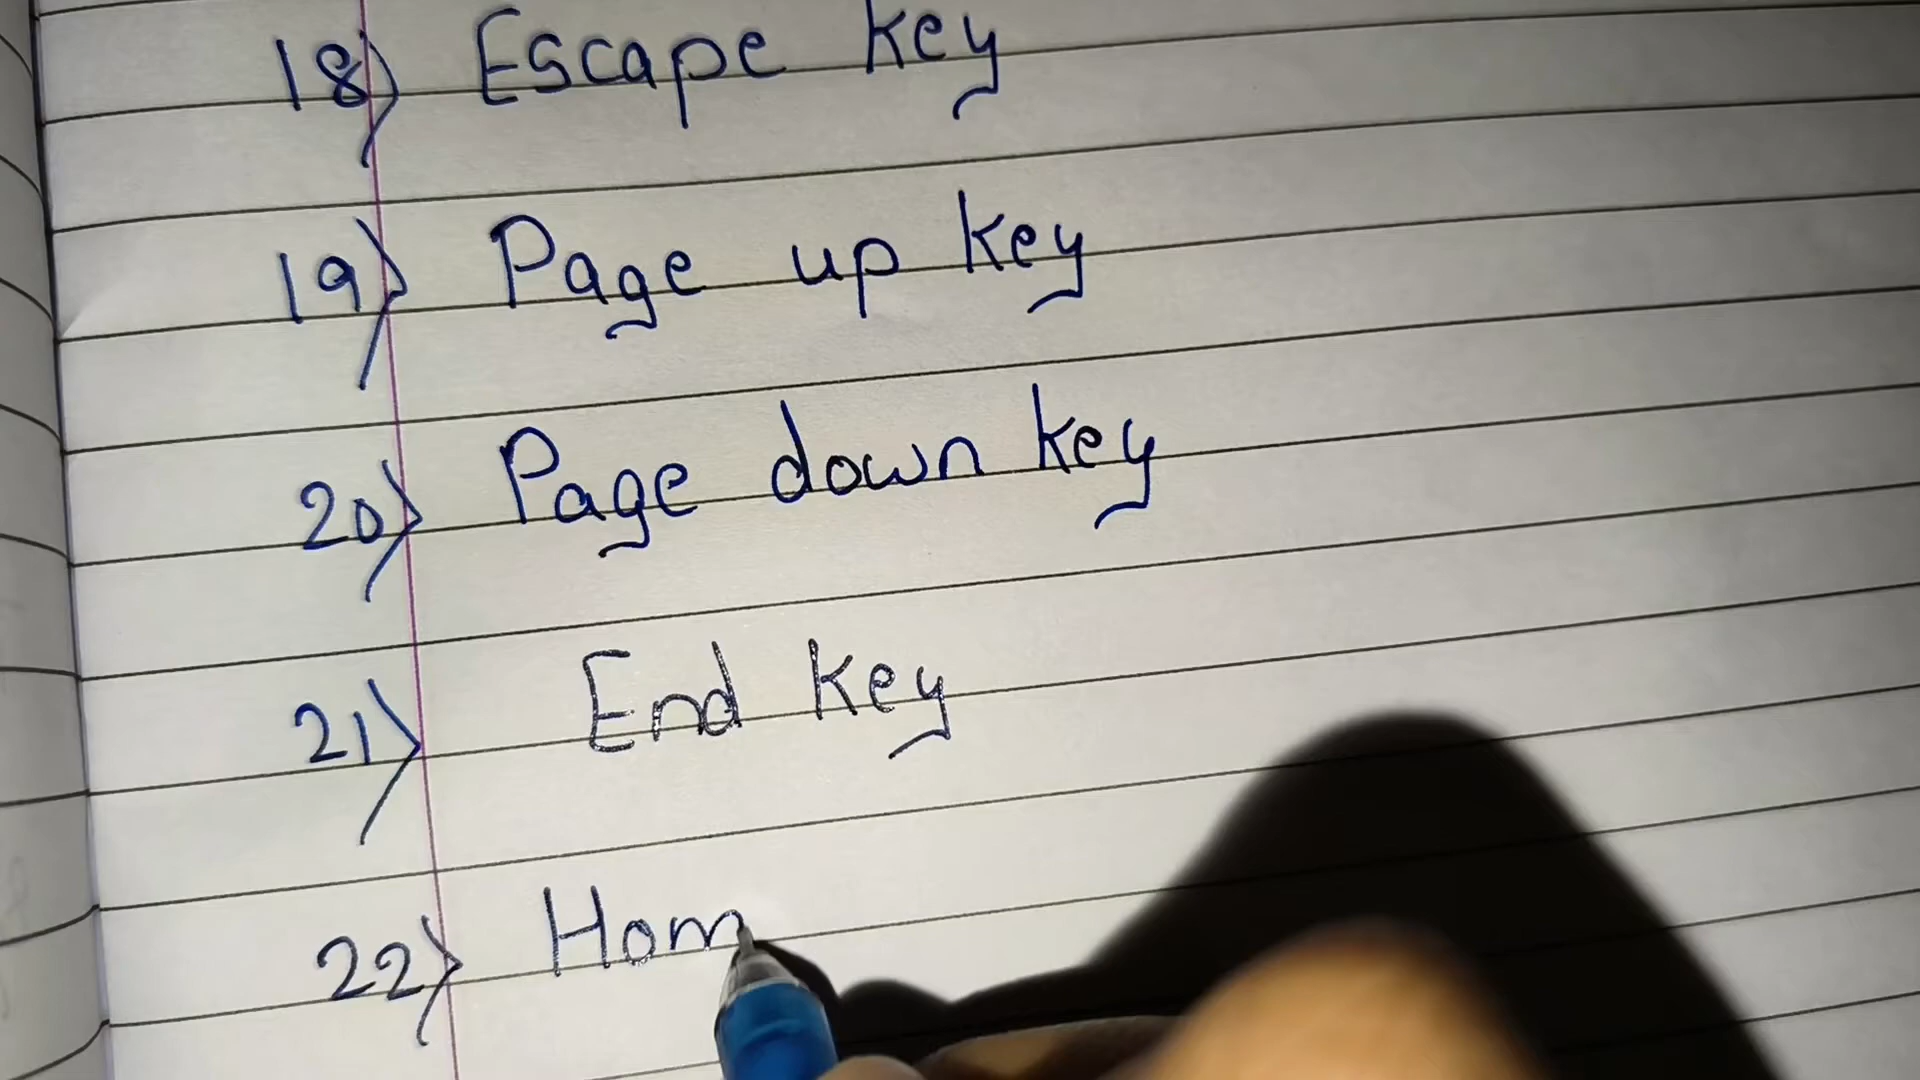 18) Escape key
19) Page up key
20) Page down key
21) End key
22) Hom